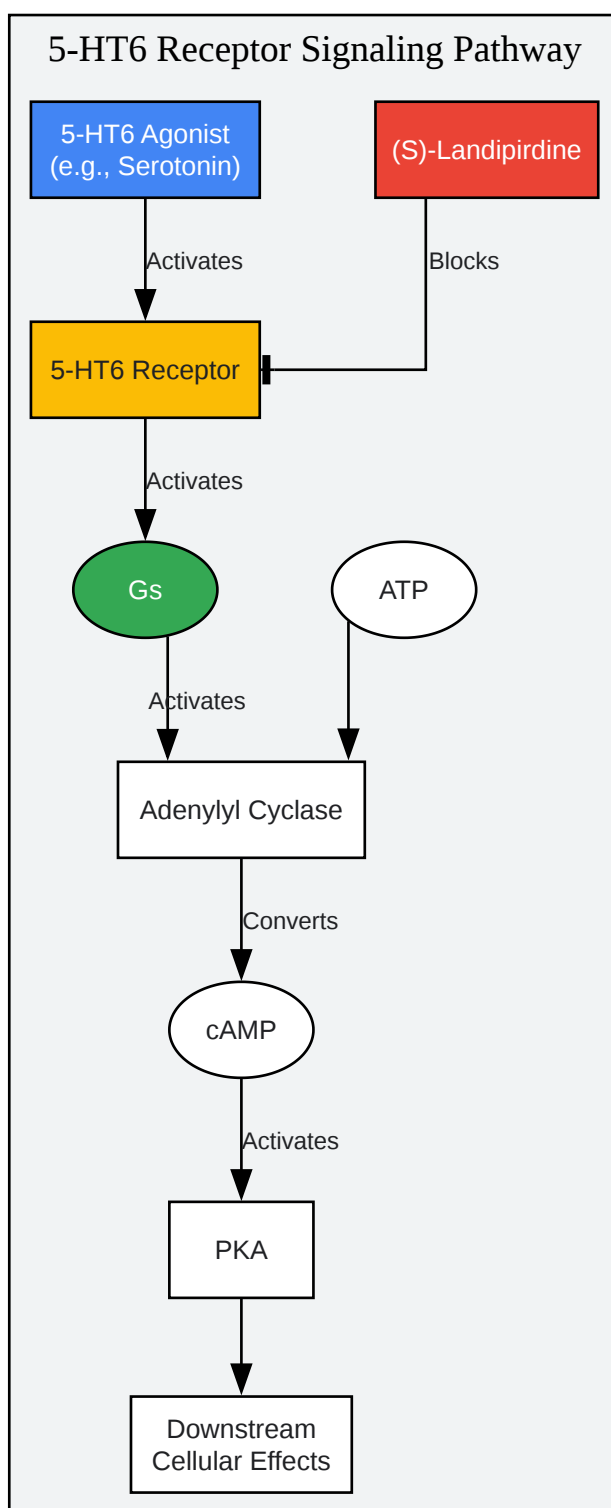 5-HT6 Receptor Signaling Pathway
5-HT6 Agonist
(e.g., Serotonin)
(S)-Landipirdine
Activates
Blocks
5-HT6 Receptor
Activates
Gs
ATP
Activates
Adenylyl Cyclase
Converts
cAMP
Activates
PKA
Downstream
Cellular Effects